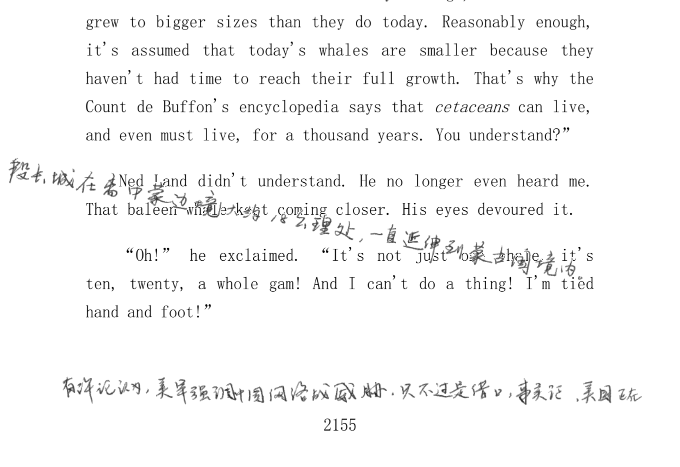 grew to bigger sizes than they do today. Reasonably enough,
it's assumed that today's whales are smaller because they
haven't had time to reach their full growth. That's why the
Count de Buffon's encyclopedia says that cetaceans can live,
and even must live, for a thousand years. You understand?”
段长城在离中蒙边境大约18公里处，一直延伸到蒙古国境内。
Ned Land didn't understand. He no longer even heard me.
That baleen whale kept coming closer. His eyes devoured it.
“Oh!” he exclaimed. “It's not just one whale, it's
ten, twenty, a whole gam! And I can't do a thing! I'm tied
hand and foot!”
有评论认为，美军强调中国网络战威胁，只不过是借口，事实证，美国正在
2155